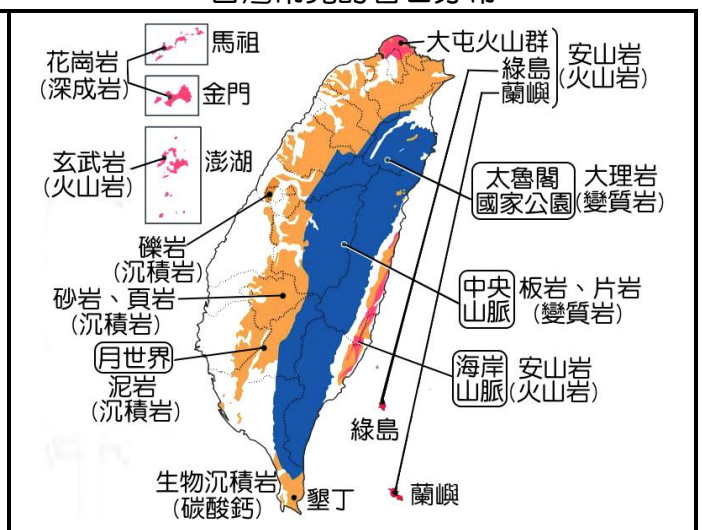 花崗岩
(深成岩)
馬祖
金門
玄武岩
(火山岩)
澎湖
礫岩
(沉積岩)
砂岩、頁岩
(沉積岩)
月世界
泥岩
(沉積岩)
生物沉積岩
(碳酸鈣)
墾丁
大屯火山群
綠島
蘭嶼
安山岩
(火山岩)
太魯閣
國家公園
大理岩
(變質岩)
中央
山脈
板岩、片岩
(變質岩)
海岸
山脈
安山岩
(火山岩)
綠島
蘭嶼